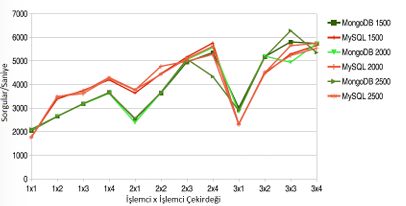 7000
6000
5000
4000
3000
2000
1000
0
Sorgular/Saniye
1x1 1x2 1x3 1x4 2x1 2x2 2x3 2x4 3x1 3x2 3x3 3x4
İşlemci x İşlemci Çekirdeği
MongoDB 1500
MySQL 1500
MongoDB 2000
MySQL 2000
MongoDB 2500
MySQL 2500